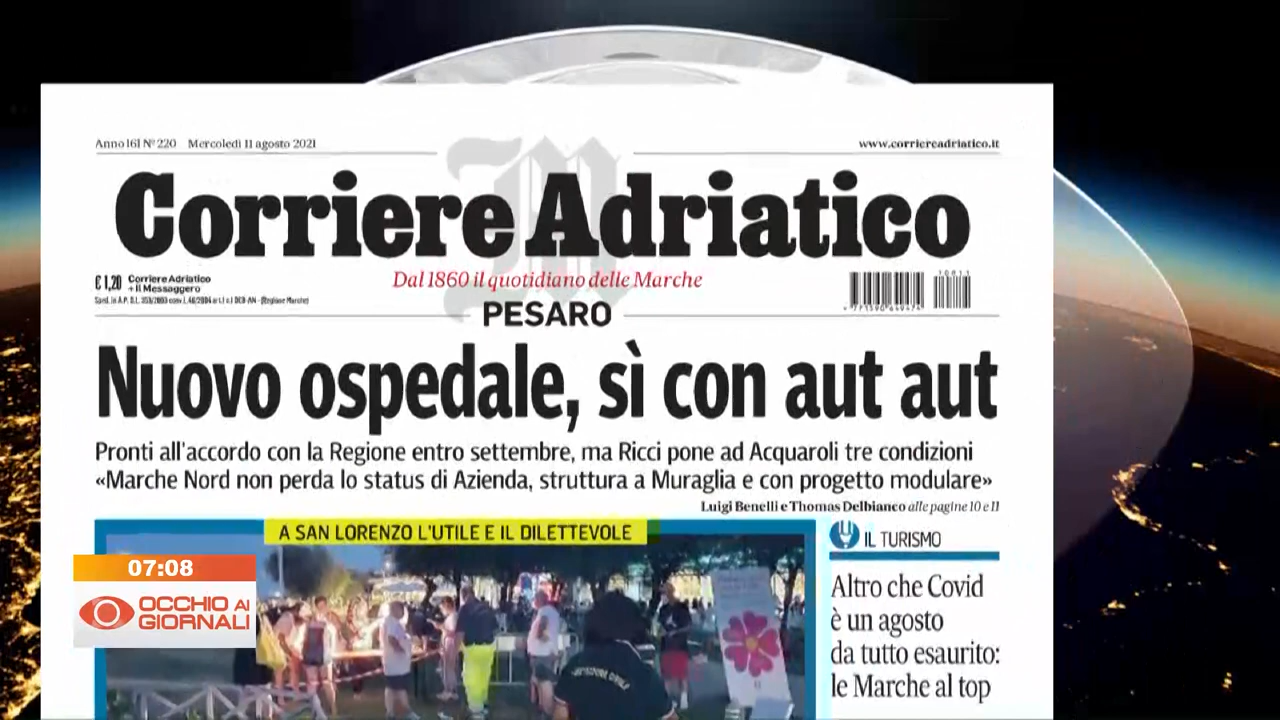 Anno 161 N° 220 Mercoledì 11 agosto 2021
www.corriereadriatico.it
Corriere Adriatico
€ 1,20 Corriere Adriatico
+ Il Messaggero
Dal 1860 il quotidiano delle Marche
PESARO
Nuovo ospedale, sì con aut aut
Pronti all'accordo con la Regione entro settembre, ma Ricci pone ad Acquaroli tre condizioni
«Marche Nord non perda lo status di Azienda, struttura a Muraglia e con progetto modulare»
Luigi Benelli e Thomas Delbianco alle pagine 10 e 11
A SAN LORENZO L'UTILE E IL DILETTEVOLE
IL TURISMO
Altro che Covid
è un agosto
da tutto esaurito:
le Marche al top
PROTEZIONE CIVILE
07:08
OCCHIO AI
GIORNALI